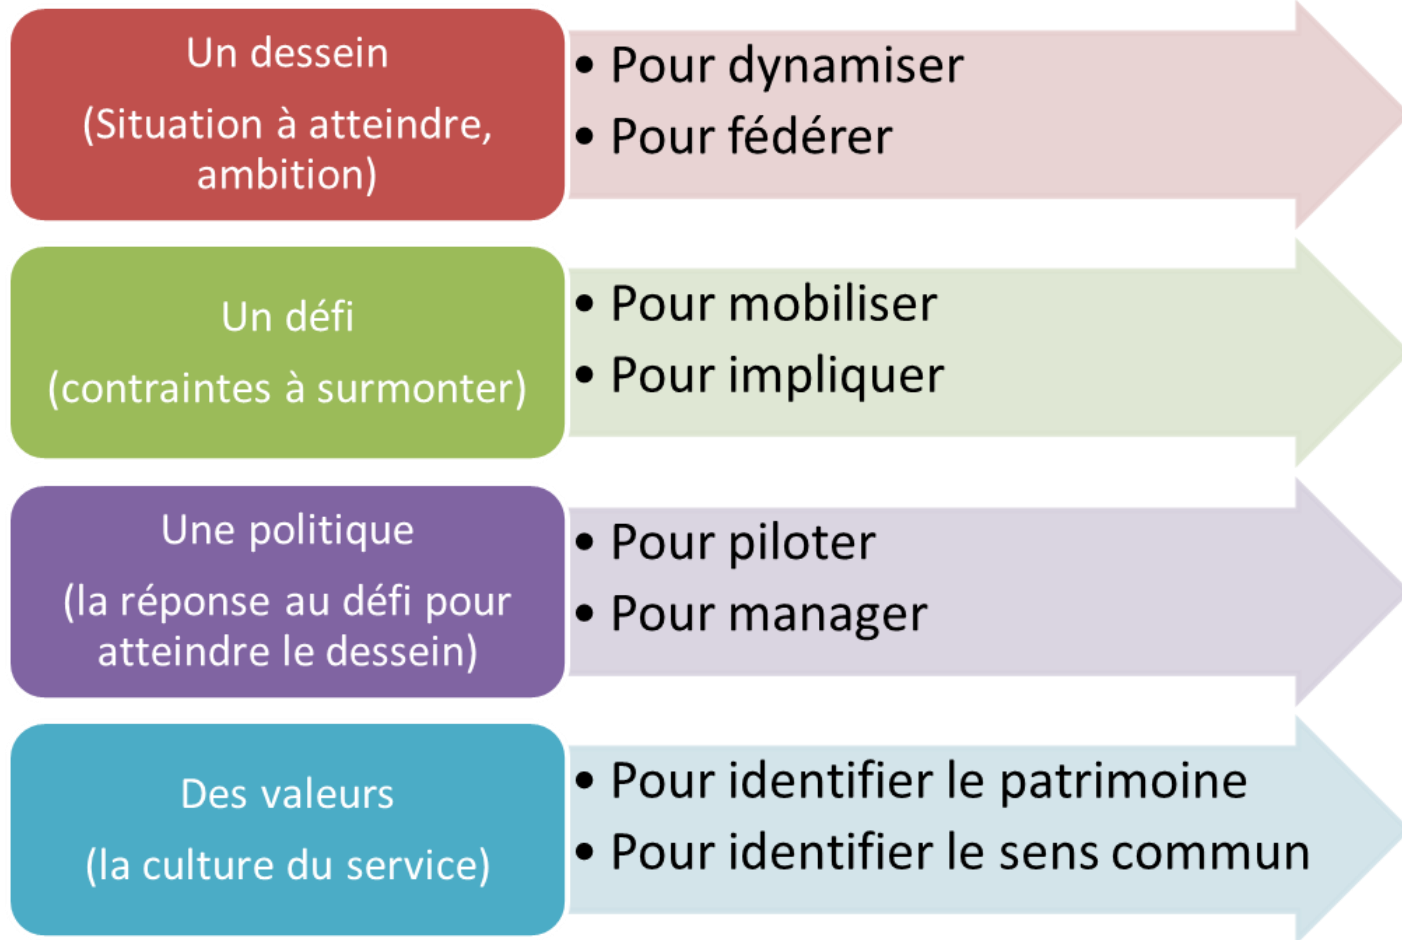 Un dessein
(Situation à atteindre,
ambition)
• Pour dynamiser
• Pour fédérer
Un défi
(contraintes à surmonter)
• Pour mobiliser
• Pour impliquer
Une politique
(la réponse au défi pour
atteindre le dessein)
• Pour piloter
• Pour manager
Des valeurs
(la culture du service)
• Pour identifier le patrimoine
• Pour identifier le sens commun